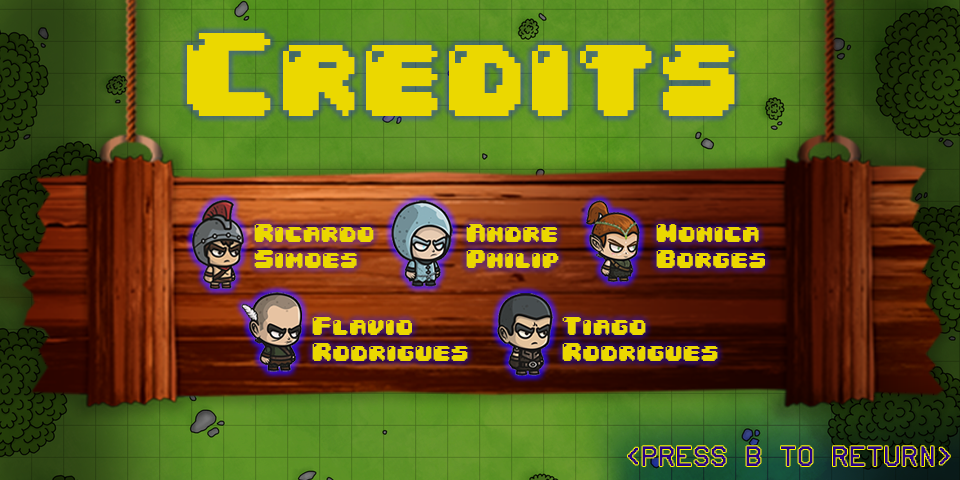 Credits
Ricardo
Simoes
Andre
Philip
Monica
Borges
Flavio
Rodrigues
Tiago
Rodrigues
<PRESS B TO RETURN>